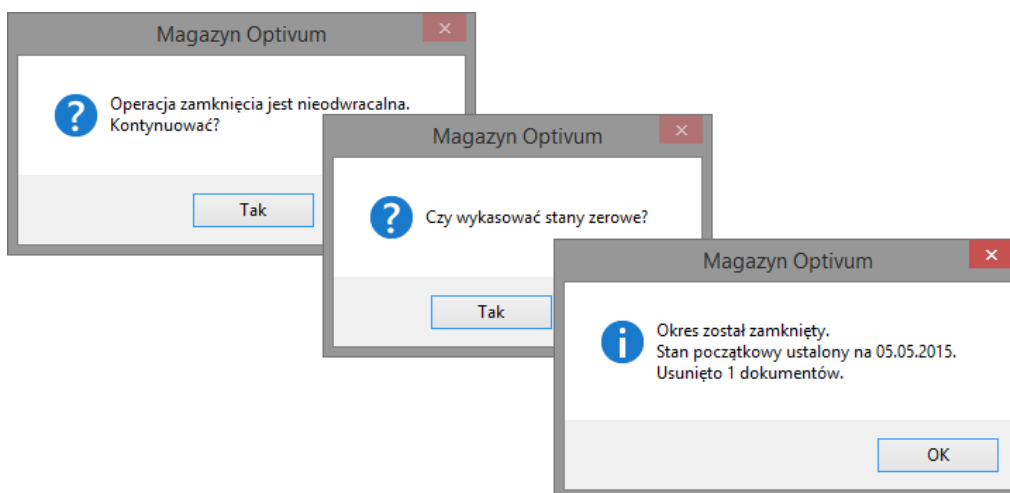 Magazyn Optivum
Operacja zamknięcia jest nieodwracalna.
Kontynuować?
Tak
Magazyn Optivum
Czy wykasować stany zerowe?
Tak
Magazyn Optivum
Okres został zamknięty.
Stan początkowy ustalony na 05.05.2015.
Usunięto 1 dokumentów.
OK